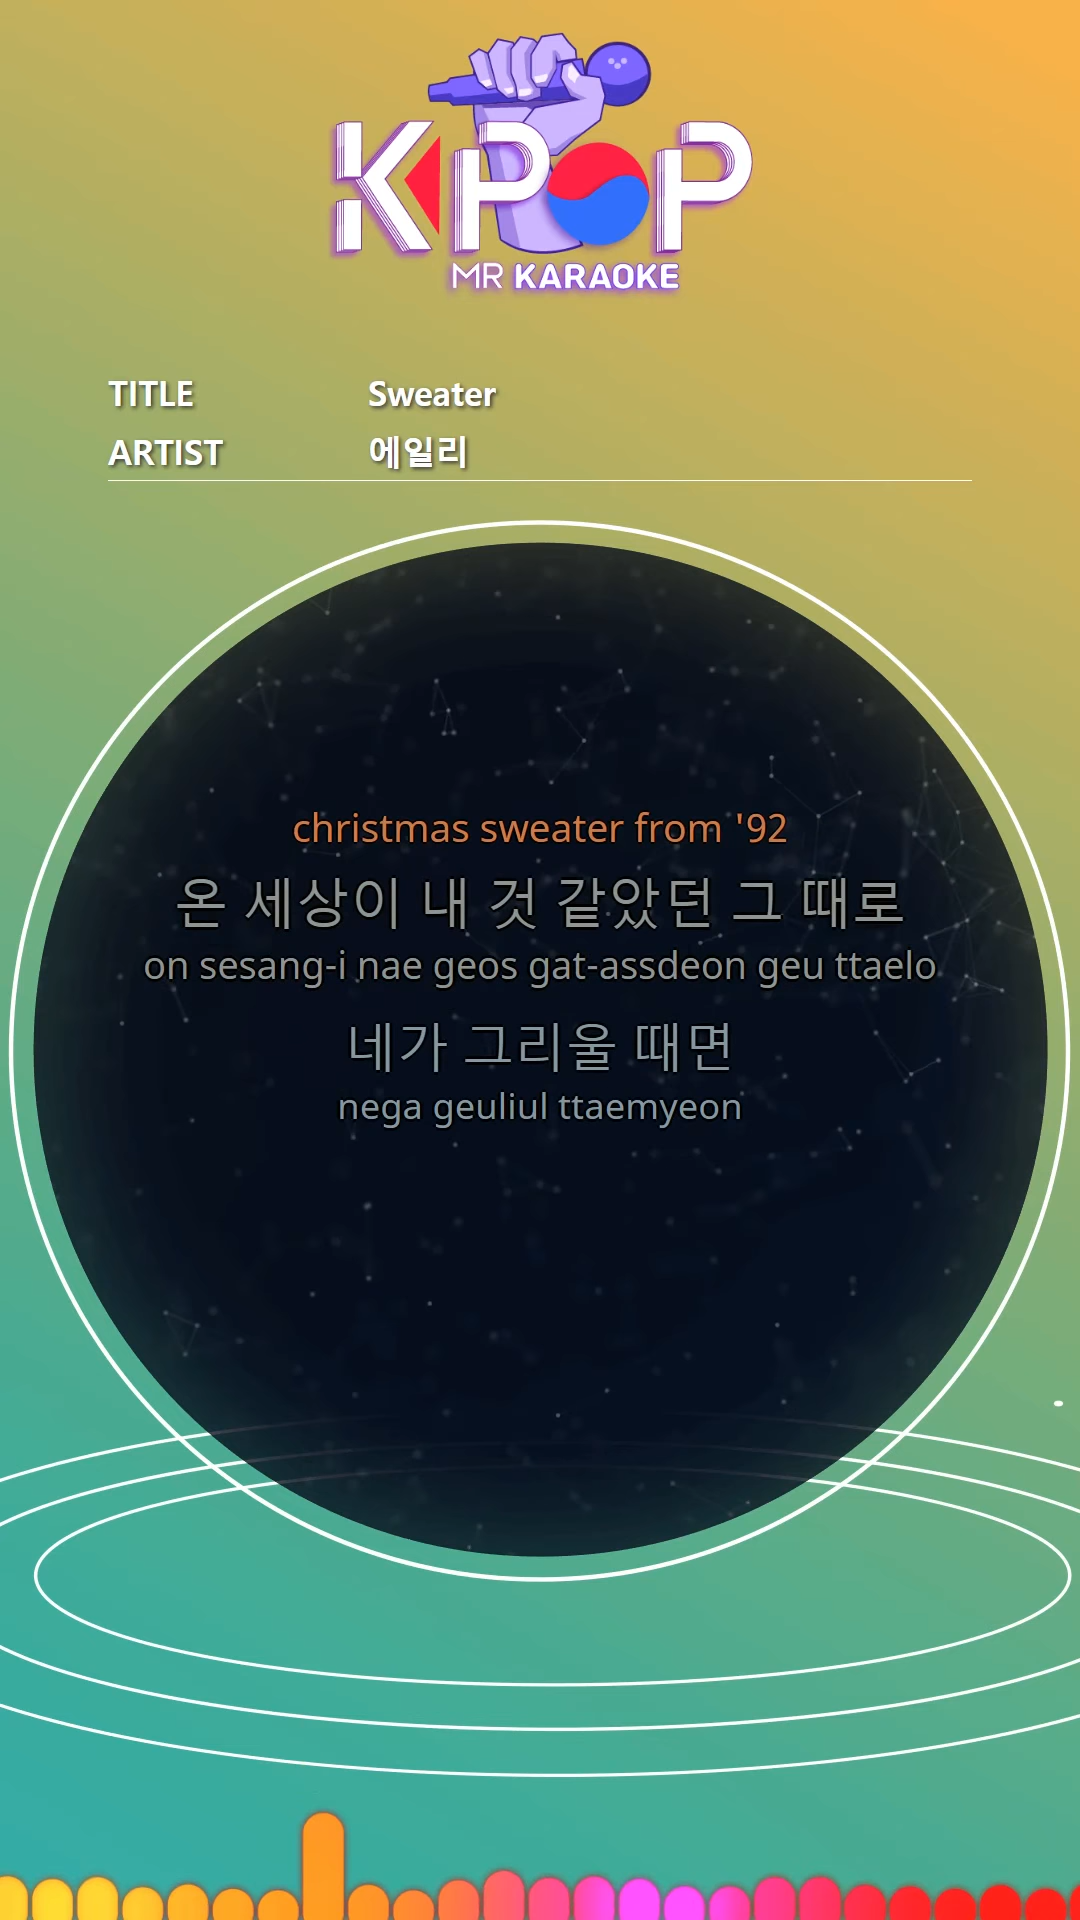 KPOP
MR KARAOKE
TITLE Sweater
ARTIST 에일리
christmas sweater from '92
온 세상이 내 것 같았던 그 때로
on sesang-i nae geos gat-assdeon geu ttaelo
네가 그리울 때면
nega geuliul ttaemyeon